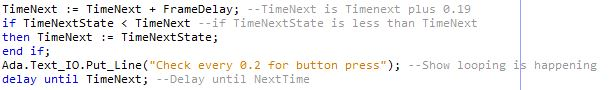 TimeNext := TimeNext + FrameDelay; --TimeNext is Timenext plus 0.19
if TimeNextState < TimeNext --if TimeNextState is less than TimeNext
then TimeNext := TimeNextState;
end if;
Ada.Text_IO.Put_Line("Check every 0.2 for button press"); --Show looping is happening
delay until TimeNext; --Delay until NextTime